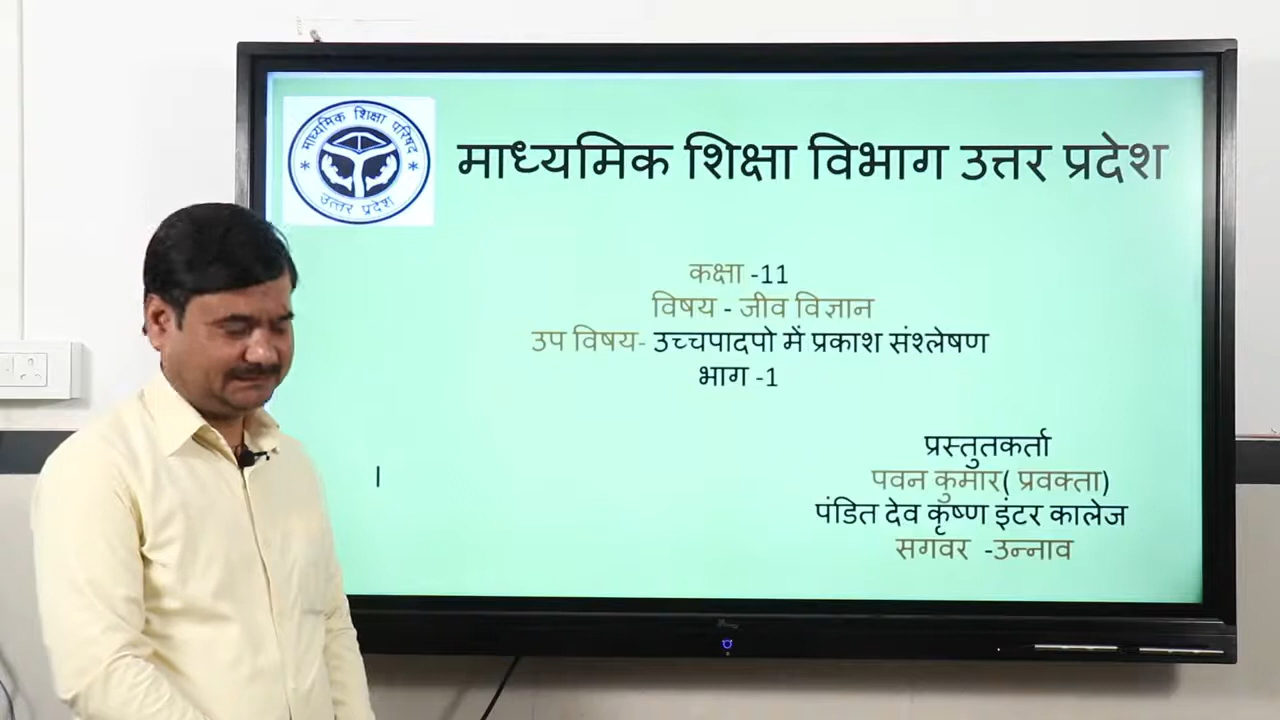 माध्यमिक शिक्षा परिषद
उत्तर प्रदेश
माध्यमिक शिक्षा विभाग उत्तर प्रदेश
कक्षा -11
विषय - जीव विज्ञान
उप विषय- उच्चपादपो में प्रकाश संश्लेषण
भाग -1
प्रस्तुतकर्ता
पवन कुमार( प्रवक्ता)
पंडित देव कृष्ण इंटर कालेज
सगवर -उन्नाव